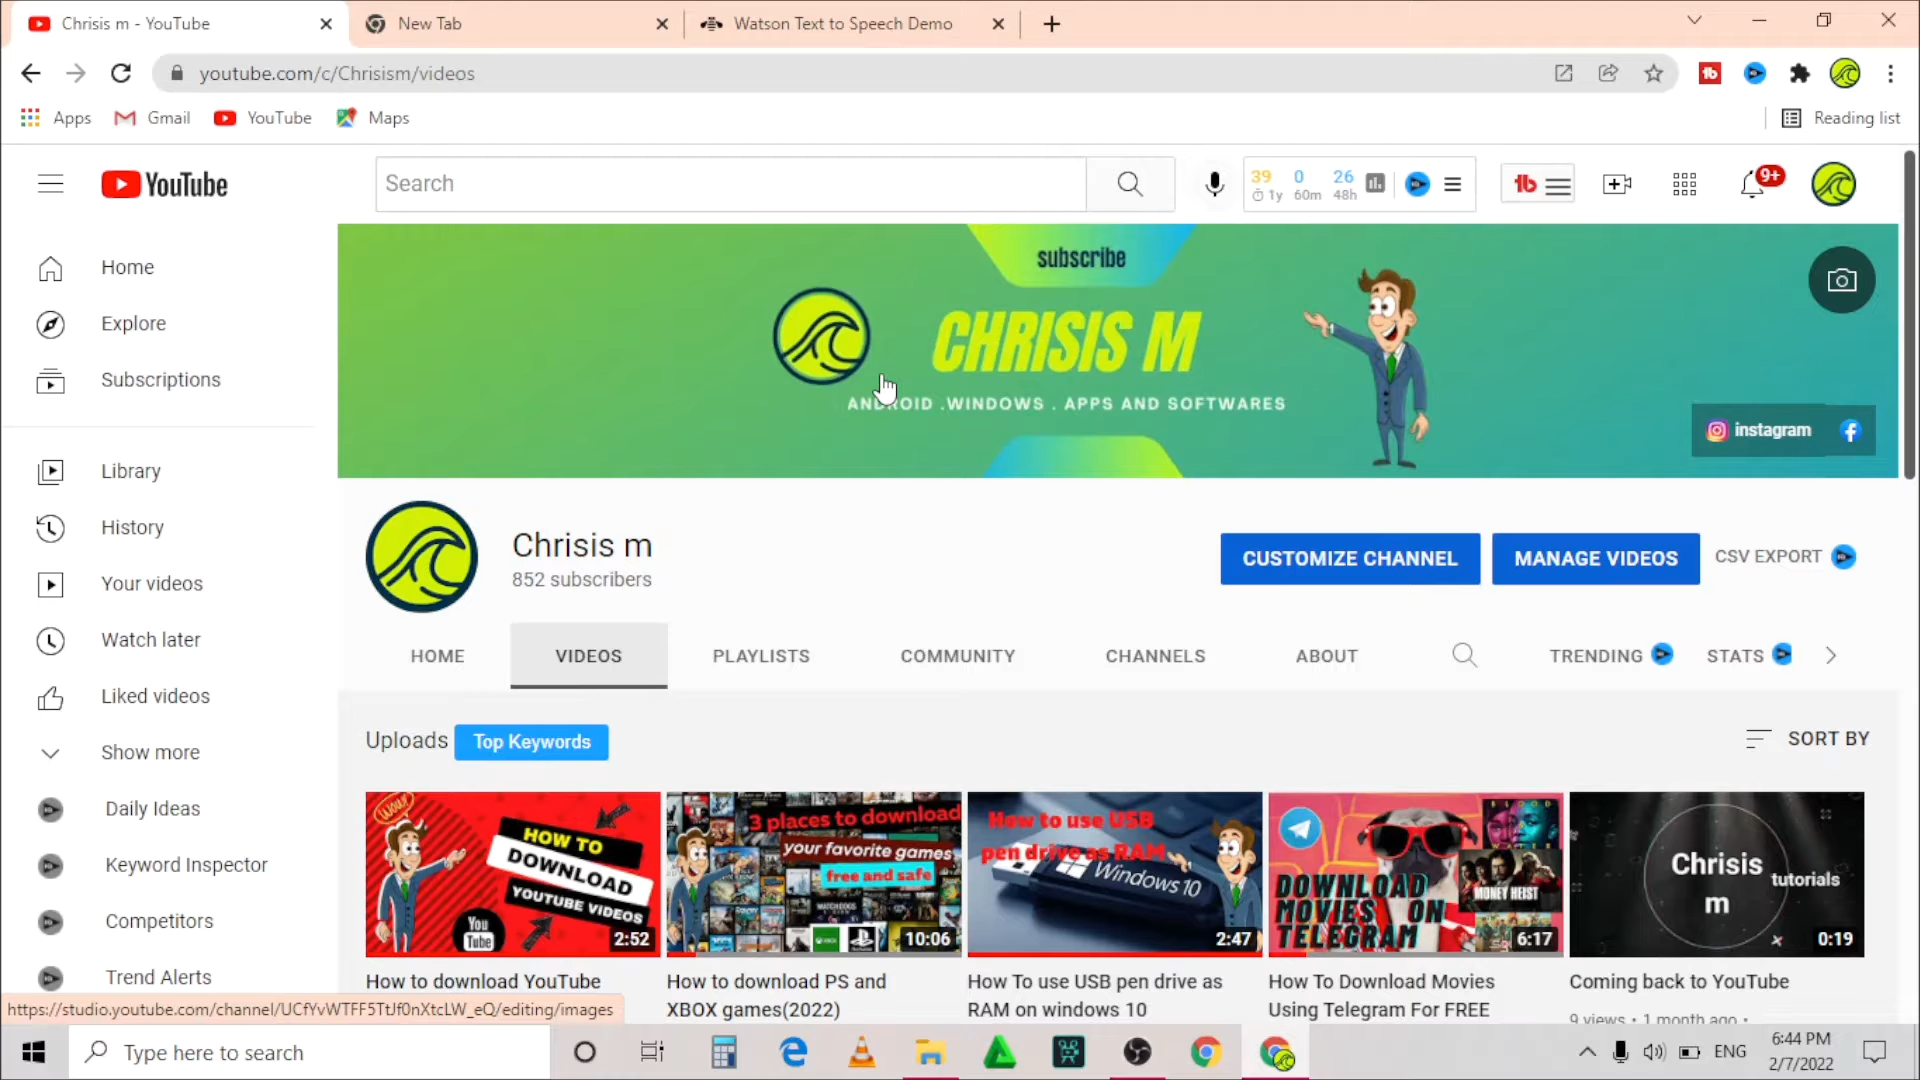 Chrisis m - YouTube
New Tab
Watson Text to Speech Demo
youtube.com/c/Chrisism/videos
Apps
Gmail
YouTube
Maps
Reading list
YouTube
Search
39 0 26
1y 60m 48h
9+
Home
Explore
Subscriptions
Library
History
Your videos
Watch later
Liked videos
Show more
Daily Ideas
Keyword Inspector
Competitors
Trend Alerts
subscribe
CHRISIS M
ANDROID .WINDOWS . APPS AND SOFTWARES
instagram
Chrisis m
852 subscribers
CUSTOMIZE CHANNEL
MANAGE VIDEOS
CSV EXPORT
HOME
VIDEOS
PLAYLISTS
COMMUNITY
CHANNELS
ABOUT
TRENDING
STATS
Uploads
Top Keywords
SORT BY
WOW!
HOW TO
DOWNLOAD
YOUTUBE VIDEOS
You
Tube
2:52
3 places to download
your favorite games
free and safe
10:06
How to use USB
pen drive as RAM
Windows 10
2:47
DOWNLOAD
MOVIES ON
TELEGRAM
BLOOD
MONEY HEIST
6:17
Chrisis
m
tutorials
0:19
How to download YouTube
How to download PS and
XBOX games(2022)
How To use USB pen drive as
RAM on windows 10
How To Download Movies
Using Telegram For FREE
Coming back to YouTube
9 views • 1 month ago •
https://studio.youtube.com/channel/UCfYvWTFF5TtJf0nXtcLW_eQ/editing/images
Type here to search
ENG
6:44 PM
2/7/2022